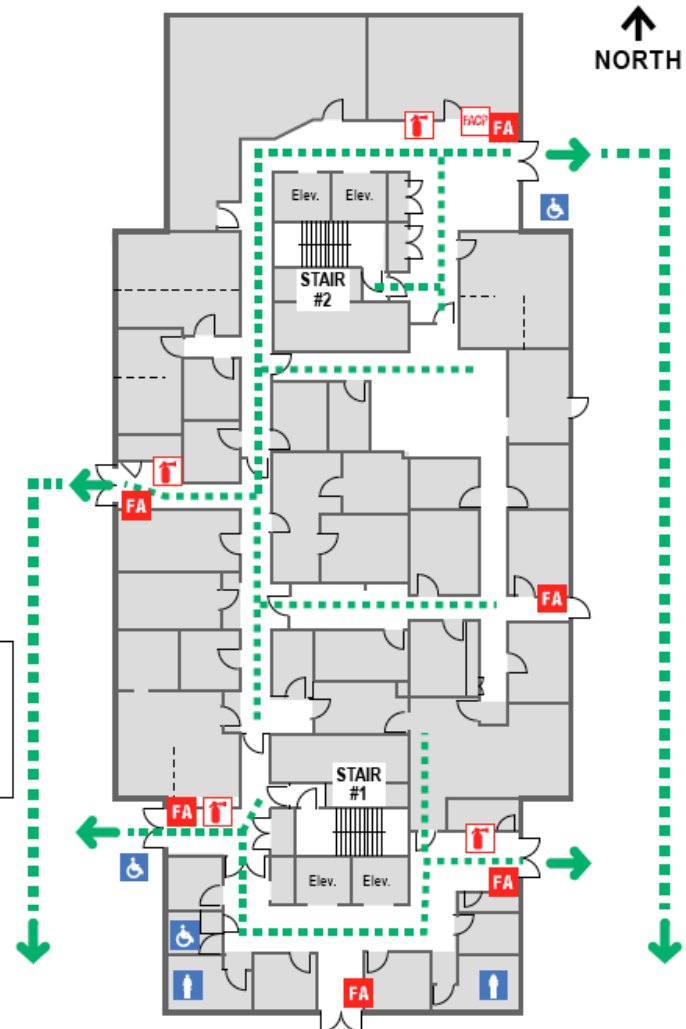 NORTH
FACP
FA
Elev.
Elev.
STAIR
#2
FA
FA
STAIR
#1
FA
Elev.
Elev.
FA
FA